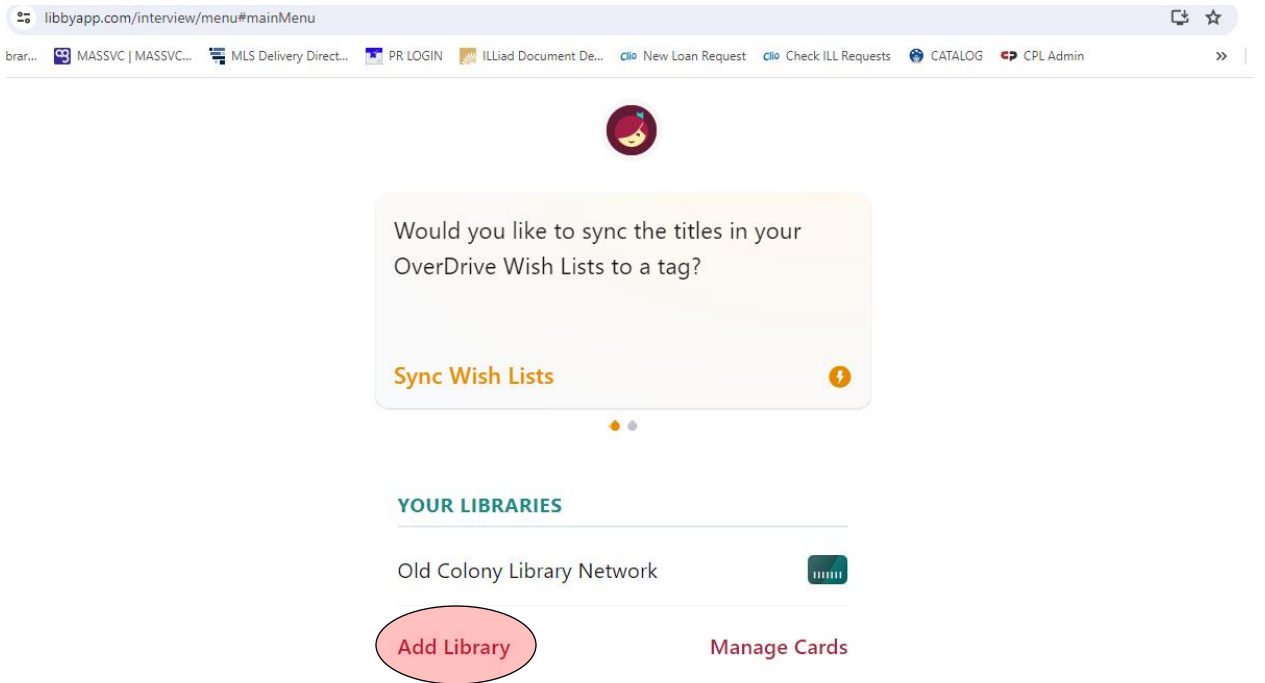 libbyapp.com/interview/menu#mainMenu
brar... MASSVC | MASSVC... MLS Delivery Direct... PR LOGIN ILLiad Document De... Clio New Loan Request Clio Check ILL Requests CATALOG CPL Admin »
Would you like to sync the titles in your
OverDrive Wish Lists to a tag?
Sync Wish Lists
YOUR LIBRARIES
Old Colony Library Network
Add Library Manage Cards